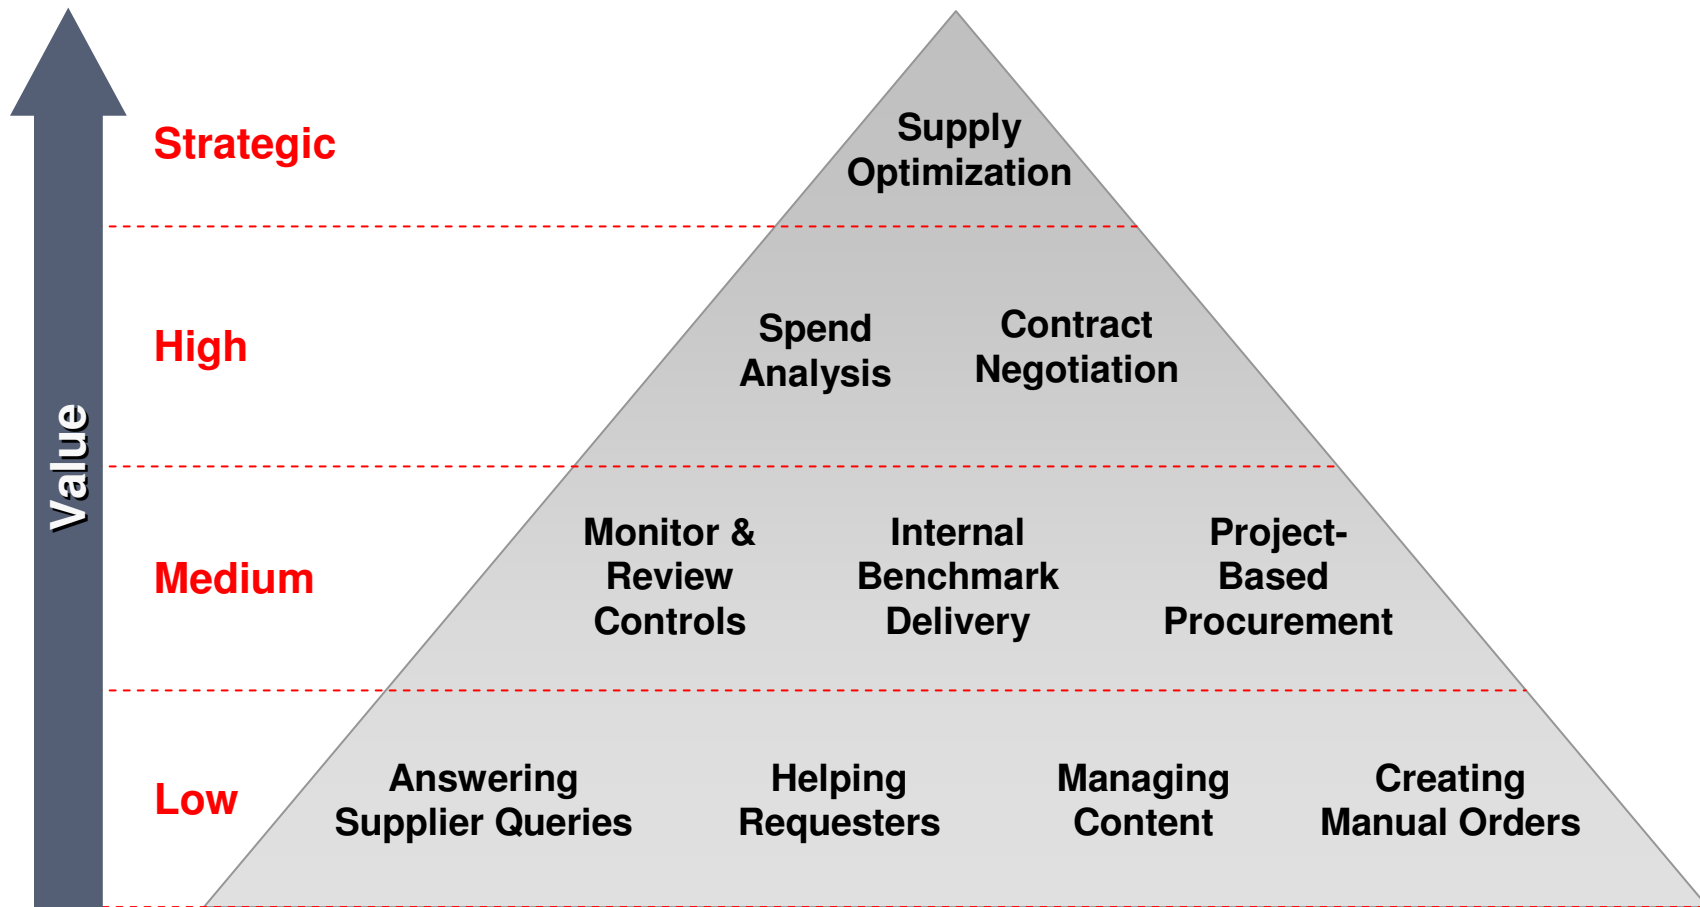 Value
Strategic
Supply
Optimization
High
Spend
Analysis
Contract
Negotiation
Medium
Monitor &
Review
Controls
Internal
Benchmark
Delivery
Project-
Based
Procurement
Low
Answering
Supplier Queries
Helping
Requesters
Managing
Content
Creating
Manual Orders